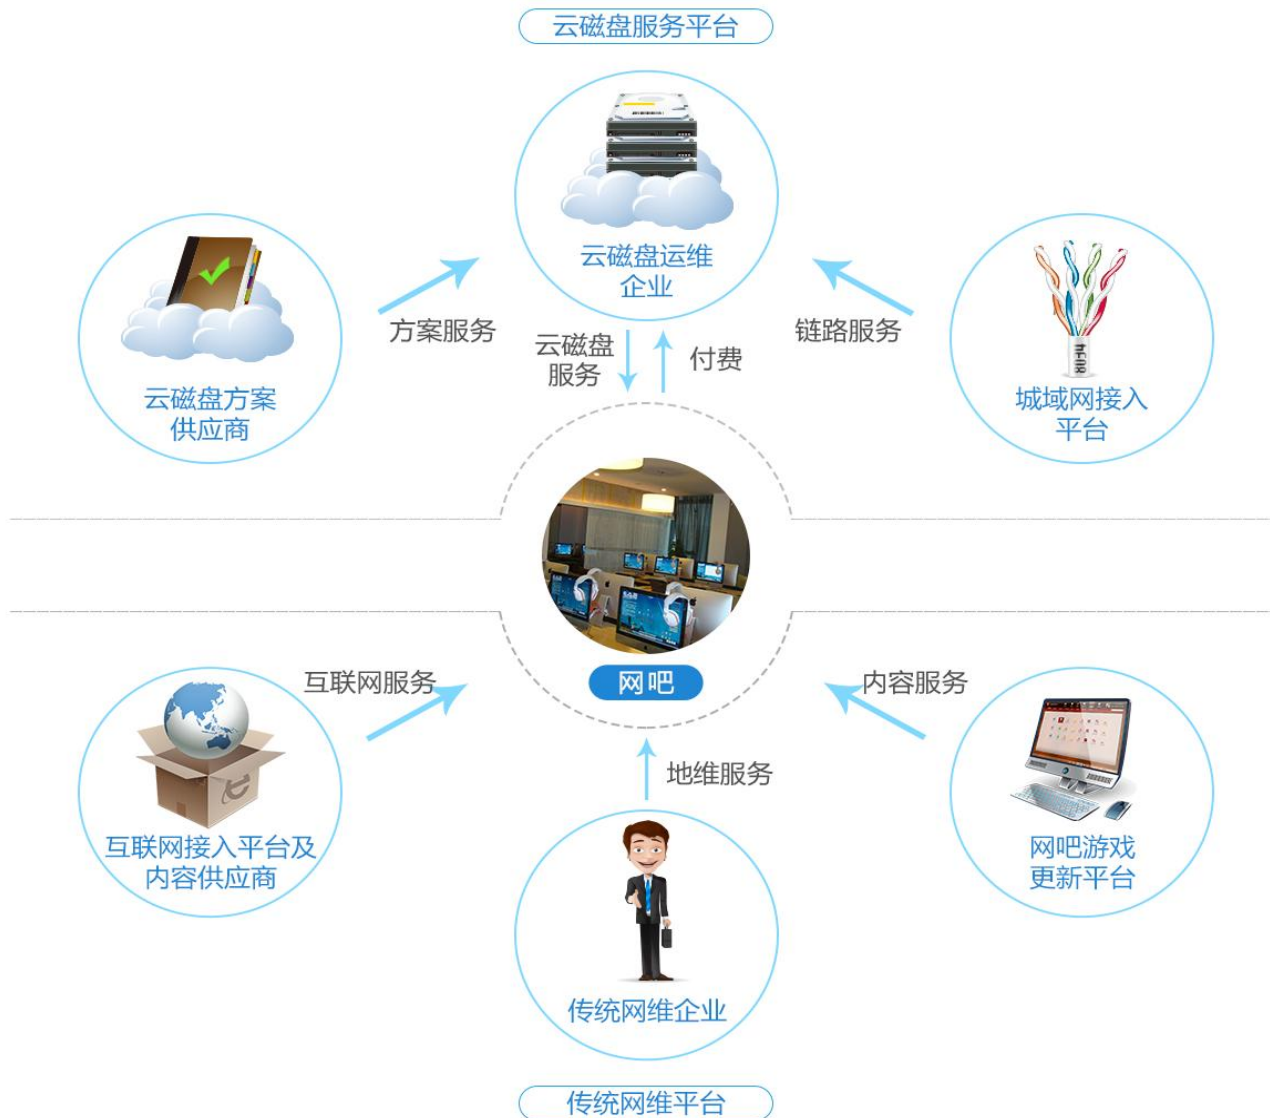 云磁盘服务平台
云磁盘运维
企业
方案服务
链路服务
云磁盘
服务
付费
云磁盘方案
供应商
城域网接入
平台
网吧
互联网服务
内容服务
地维服务
互联网接入平台及
内容供应商
网吧游戏
更新平台
传统网维企业
传统网维平台